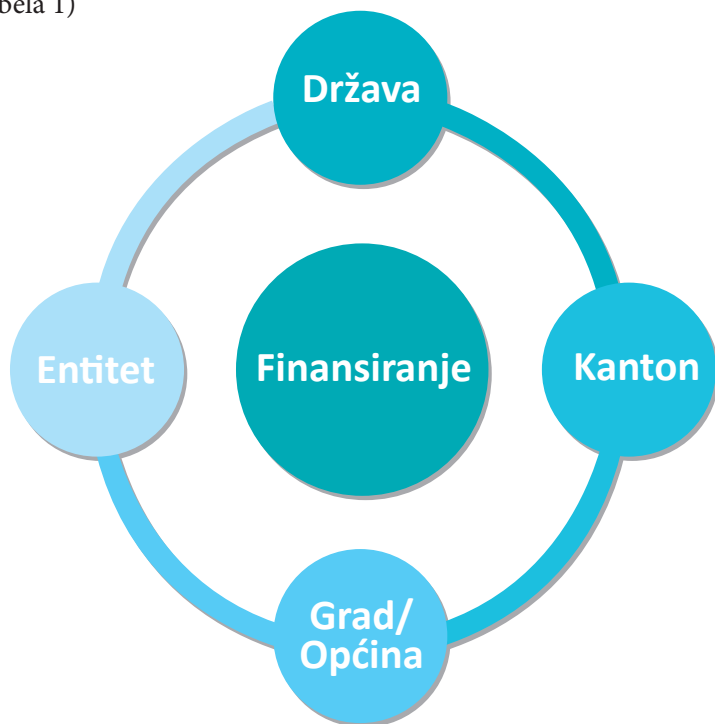 bela 1)
Država
Entitet
Finansiranje
Kanton
Grad/
Općina